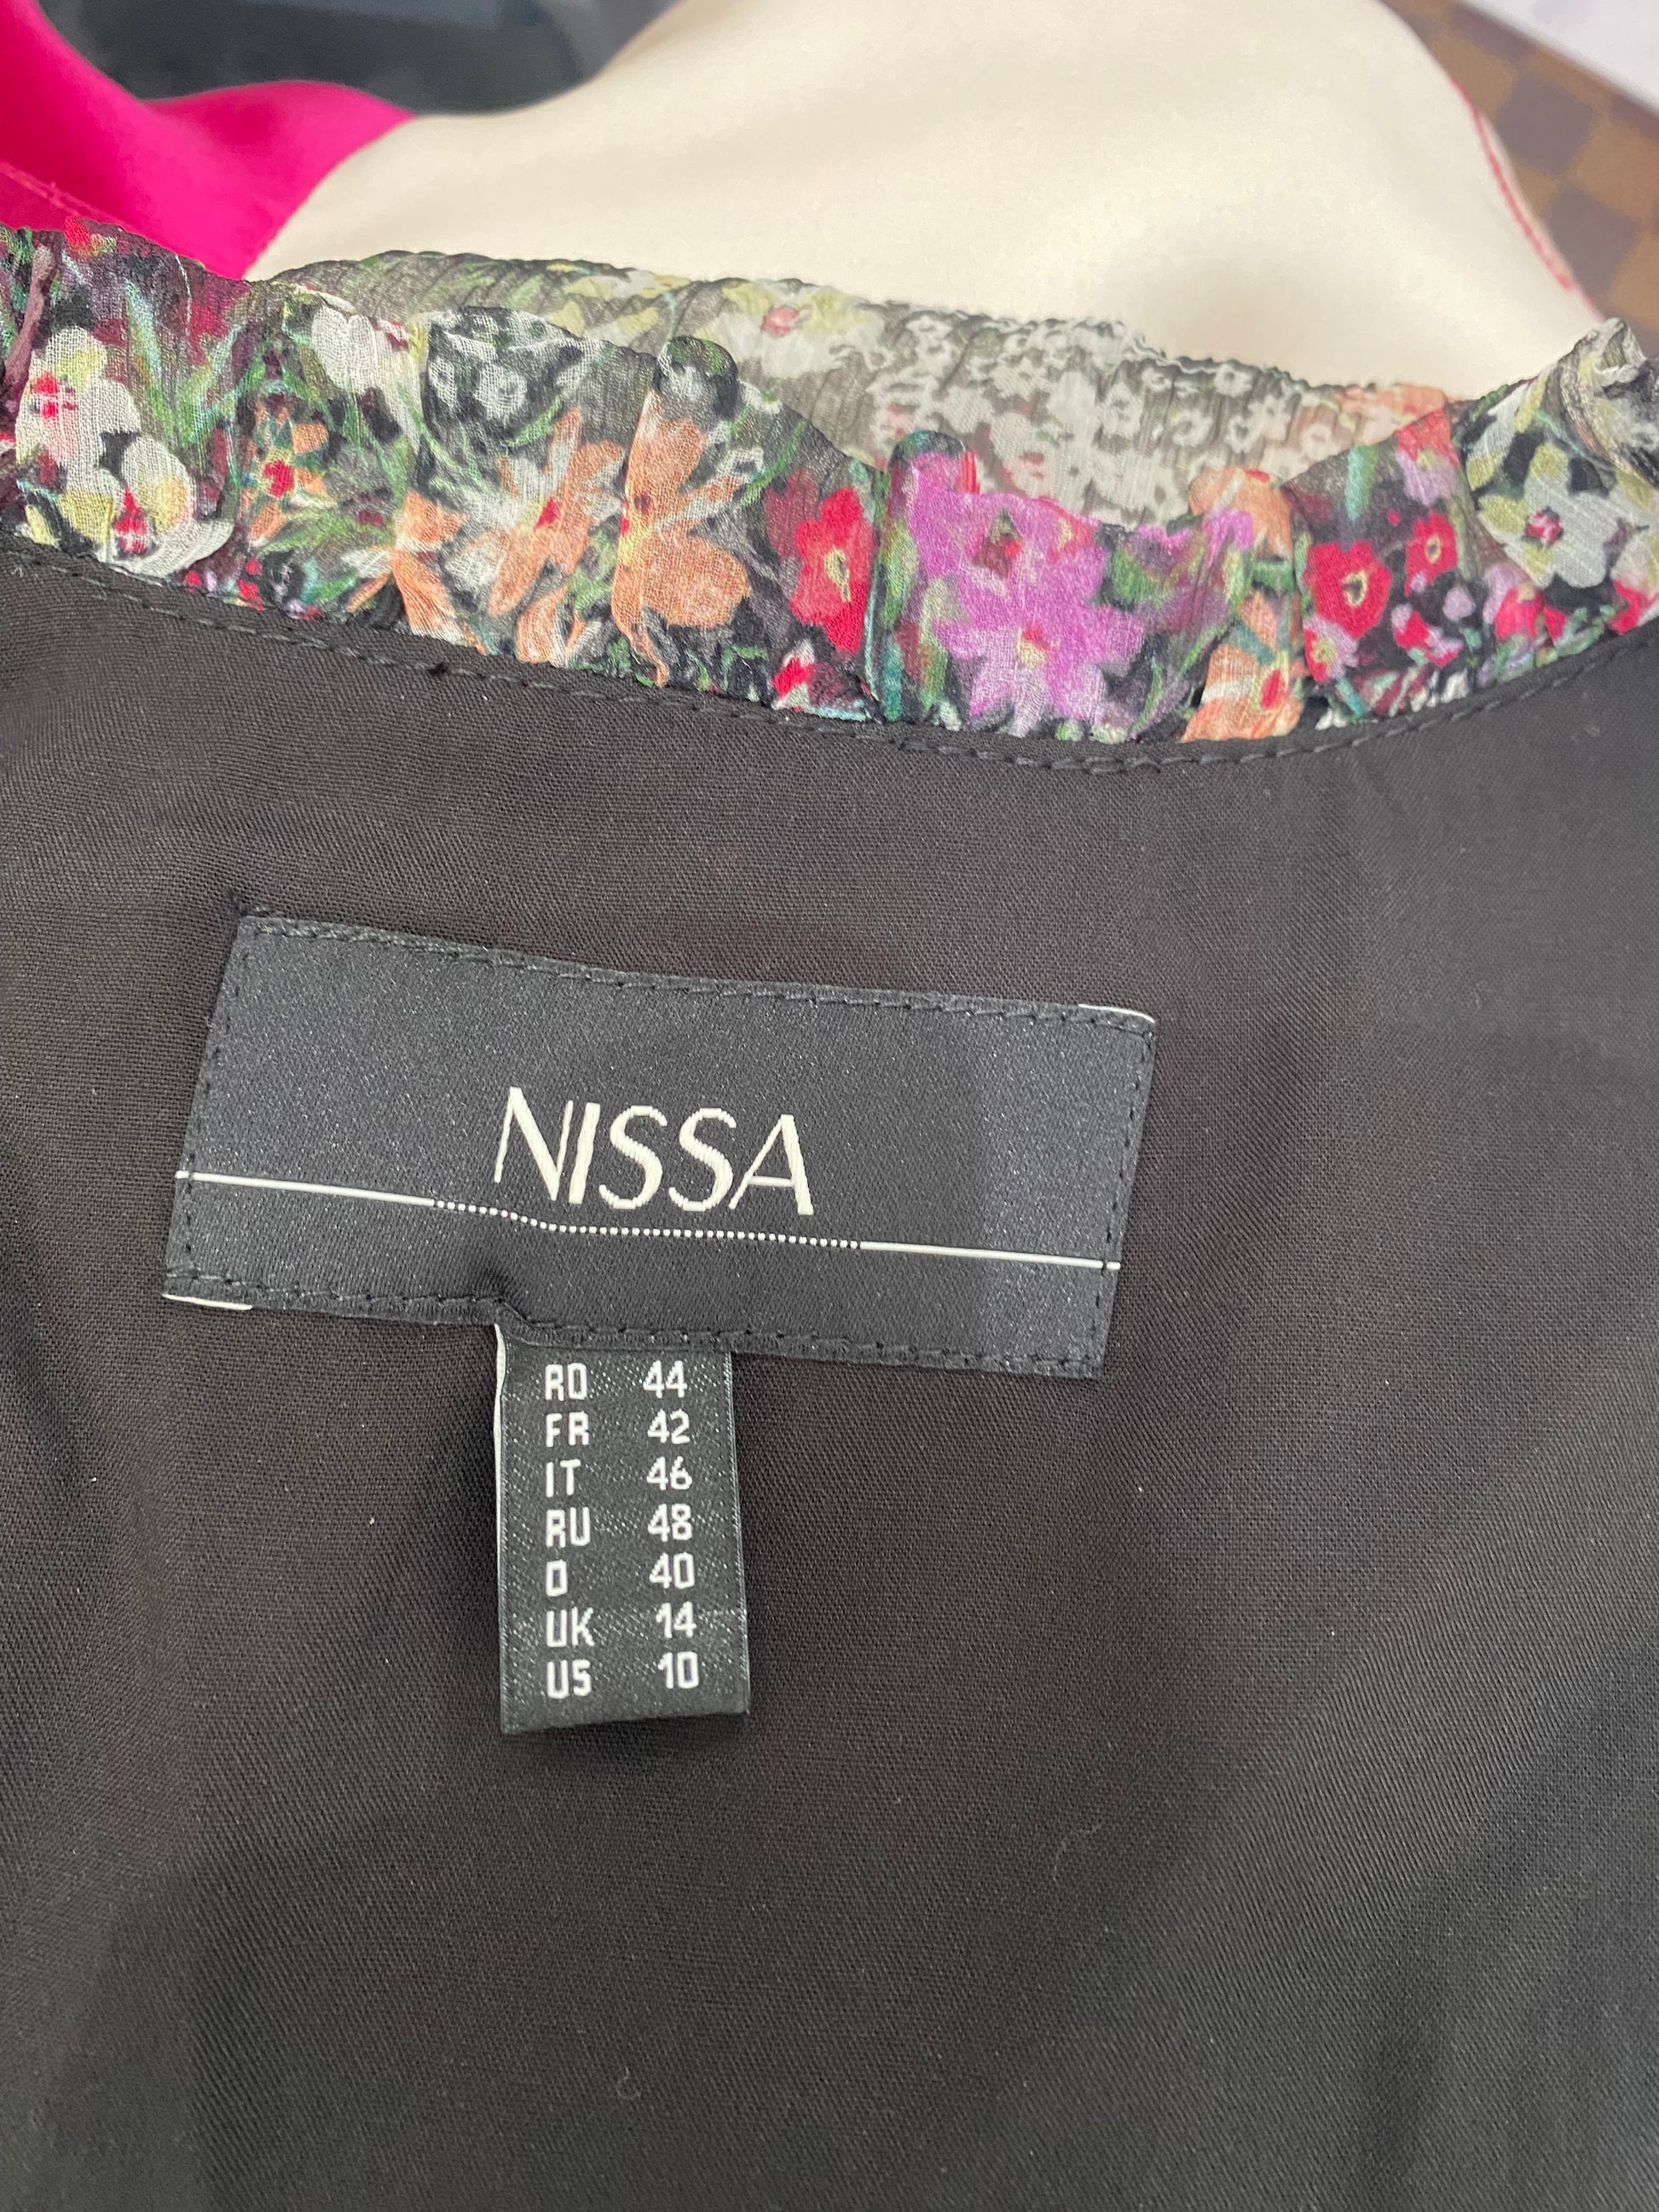 NISSA
RO 44
FR 42
IT 46
RU 48
D 40
UK 14
US 10